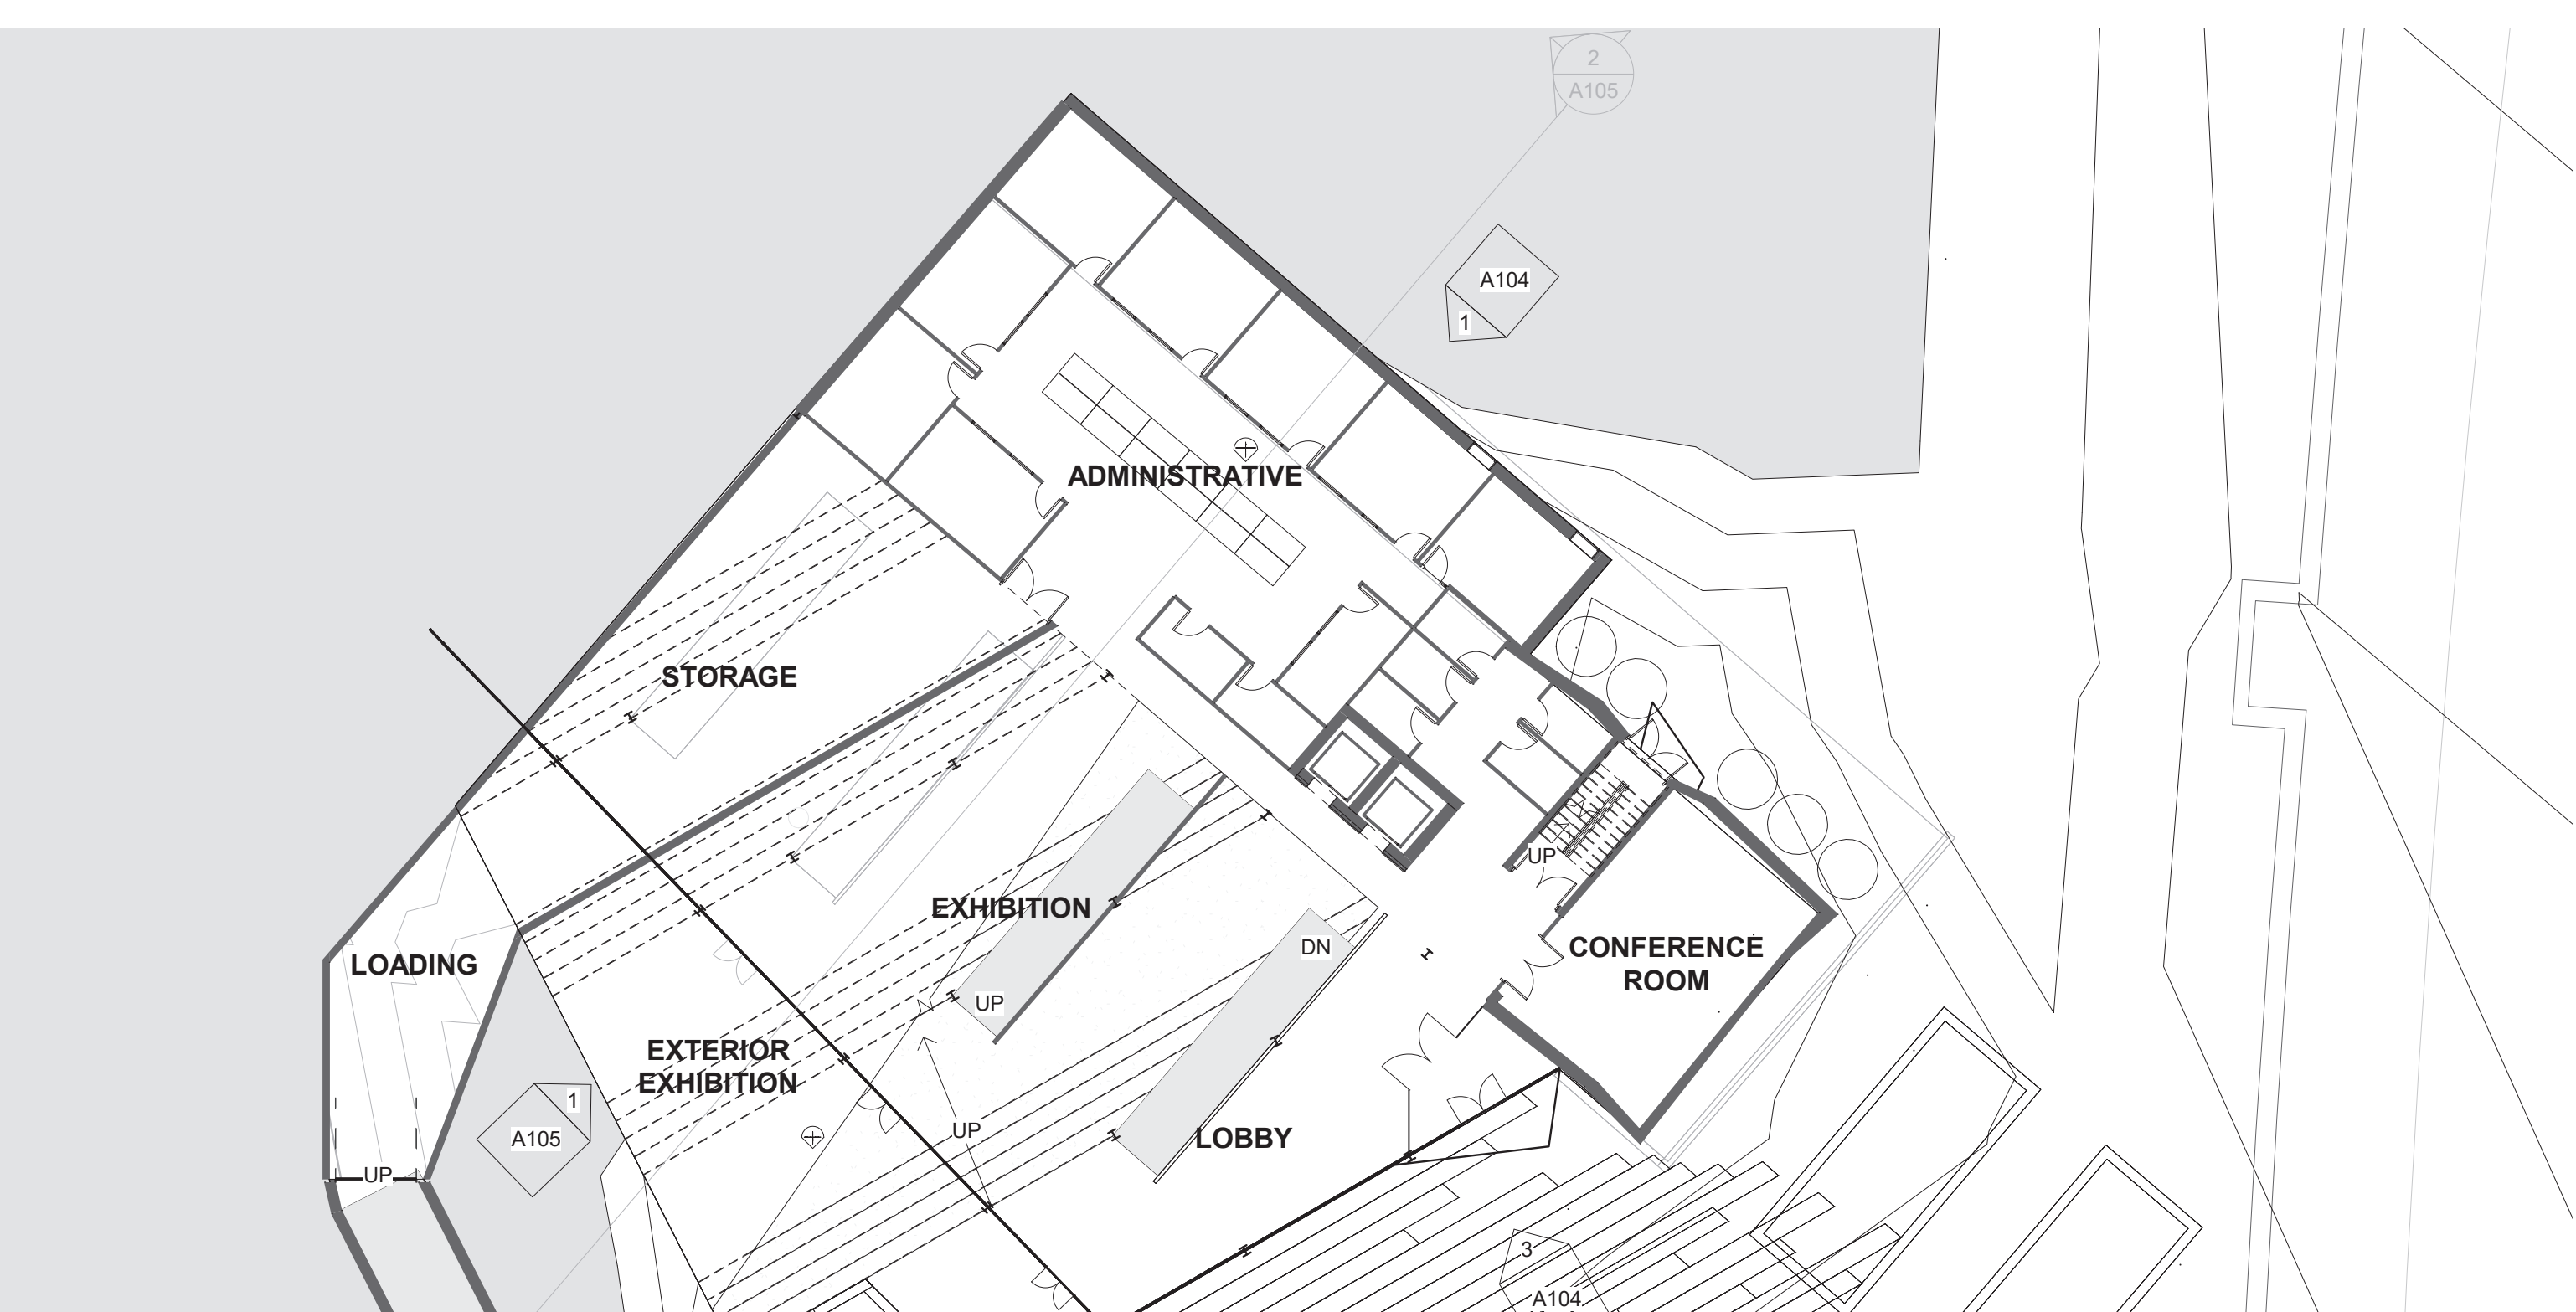 2
A105
A104
1
ADMINISTRATIVE
STORAGE
UP
EXHIBITION
DN
CONFERENCE
ROOM
LOADING
UP
EXTERIOR
EXHIBITION
1
A105
UP
LOBBY
UP
3
A104